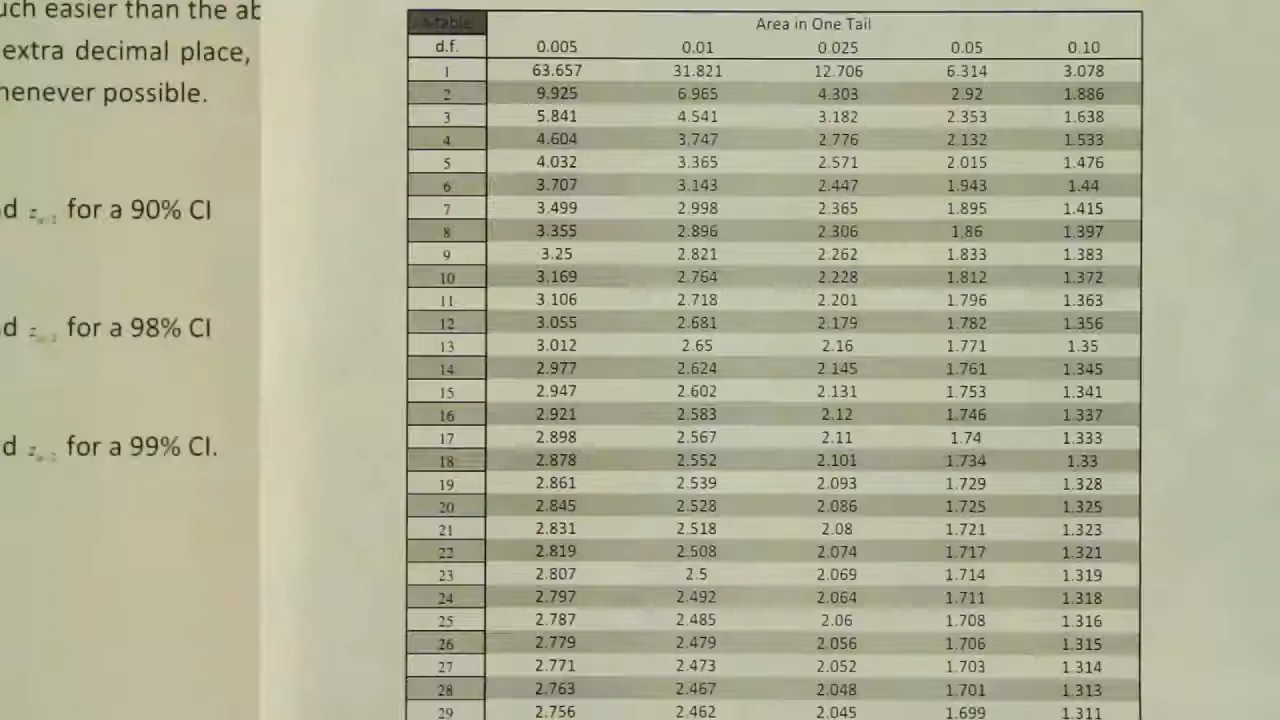 uch easier than the ab
extra decimal place,
henever possible.
d z for a 90% CI
d z for a 98% CI
d z for a 99% CI.
t-table Area in One Tail
d.f. 0.005 0.01 0.025 0.05 0.10
1 63.657 31.821 12.706 6.314 3.078
2 9.925 6.965 4.303 2.92 1.886
3 5.841 4.541 3.182 2.353 1.638
4 4.604 3.747 2.776 2.132 1.533
5 4.032 3.365 2.571 2.015 1.476
6 3.707 3.143 2.447 1.943 1.44
7 3.499 2.998 2.365 1.895 1.415
8 3.355 2.896 2.306 1.86 1.397
9 3.25 2.821 2.262 1.833 1.383
10 3.169 2.764 2.228 1.812 1.372
11 3.106 2.718 2.201 1.796 1.363
12 3.055 2.681 2.179 1.782 1.356
13 3.012 2.65 2.16 1.771 1.35
14 2.977 2.624 2.145 1.761 1.345
15 2.947 2.602 2.131 1.753 1.341
16 2.921 2.583 2.12 1.746 1.337
17 2.898 2.567 2.11 1.74 1.333
18 2.878 2.552 2.101 1.734 1.33
19 2.861 2.539 2.093 1.729 1.328
20 2.845 2.528 2.086 1.725 1.325
21 2.831 2.518 2.08 1.721 1.323
22 2.819 2.508 2.074 1.717 1.321
23 2.807 2.5 2.069 1.714 1.319
24 2.797 2.492 2.064 1.711 1.318
25 2.787 2.485 2.06 1.708 1.316
26 2.779 2.479 2.056 1.706 1.315
27 2.771 2.473 2.052 1.703 1.314
28 2.763 2.467 2.048 1.701 1.313
29 2.756 2.462 2.045 1.699 1.311